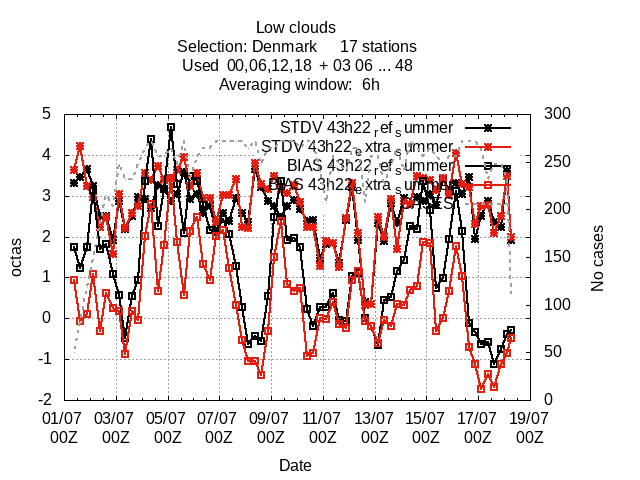 Low clouds
Selection: Denmark 17 stations
Used 00,06,12,18 + 03 06 ... 48
Averaging window: 6h
STDV 43h22_ref_summer
STDV 43h22_extra_summer
BIAS 43h22_ref_summer
BIAS 43h22_extra_summer
5 4 3 2 1 0 -1 -2
300 250 200 150 100 50 0
octas
No cases
01/07 03/07 05/07 07/07 09/07 11/07 13/07 15/07 17/07 19/07
00Z 00Z 00Z 00Z 00Z 00Z 00Z 00Z 00Z 00Z
Date